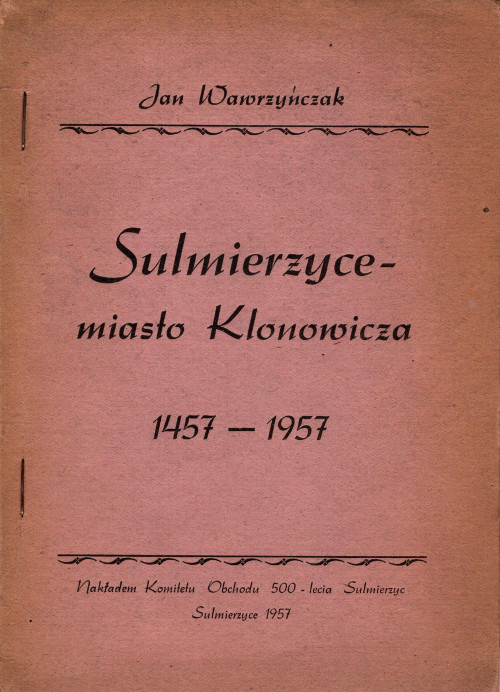 Jan Wawrzyńczak
Sulmierzyce-
miasto Klonowicza
1457 — 1957
Nakładem Komitetu Obchodu 500-lecia Sulmierzyc
Sulmierzyce 1957